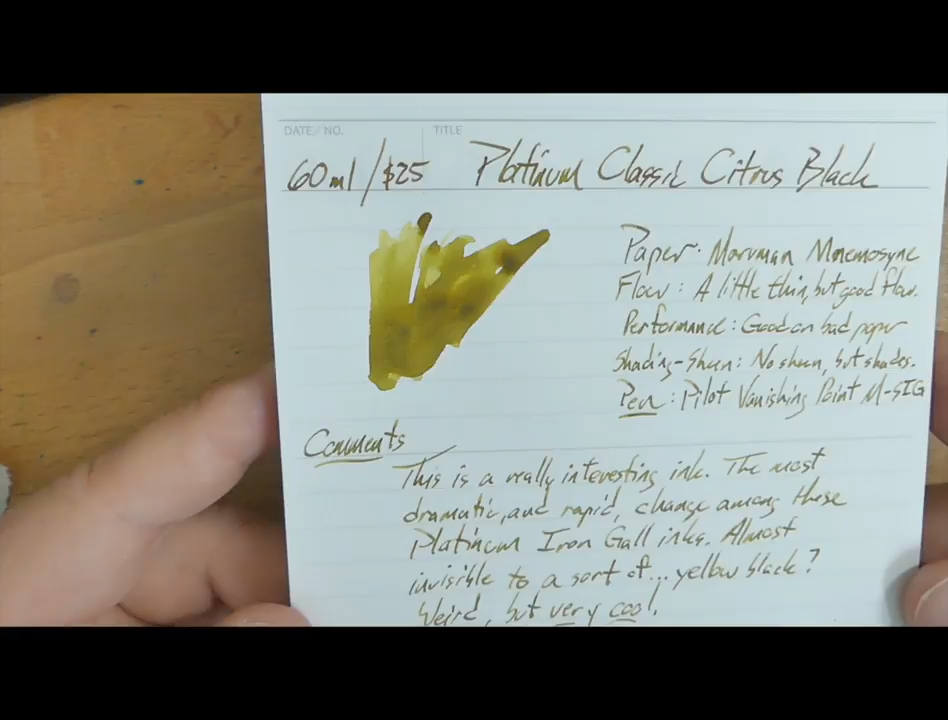 DATE/NO. TITLE
60ml/$25 Platinum Classic Citrus Black
Paper: Maruman Mnemosyne
Flow: A little thin, but good flow.
Performance: Good on bad paper
Shading-Sheen: No sheen, but shades.
Pen: Pilot Vanishing Point M-SIG
Comments
This is a really interesting ink. The most
dramatic, and rapid, change among these
Platinum Iron Gall inks. Almost
invisible to a sort of... yellow black?
Weird, but very cool.